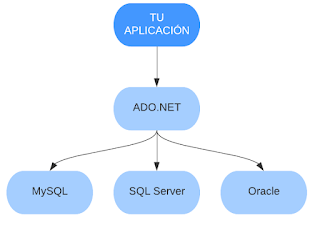 TU
APLICACIÓN
ADO.NET
MySQL
SQL Server
Oracle